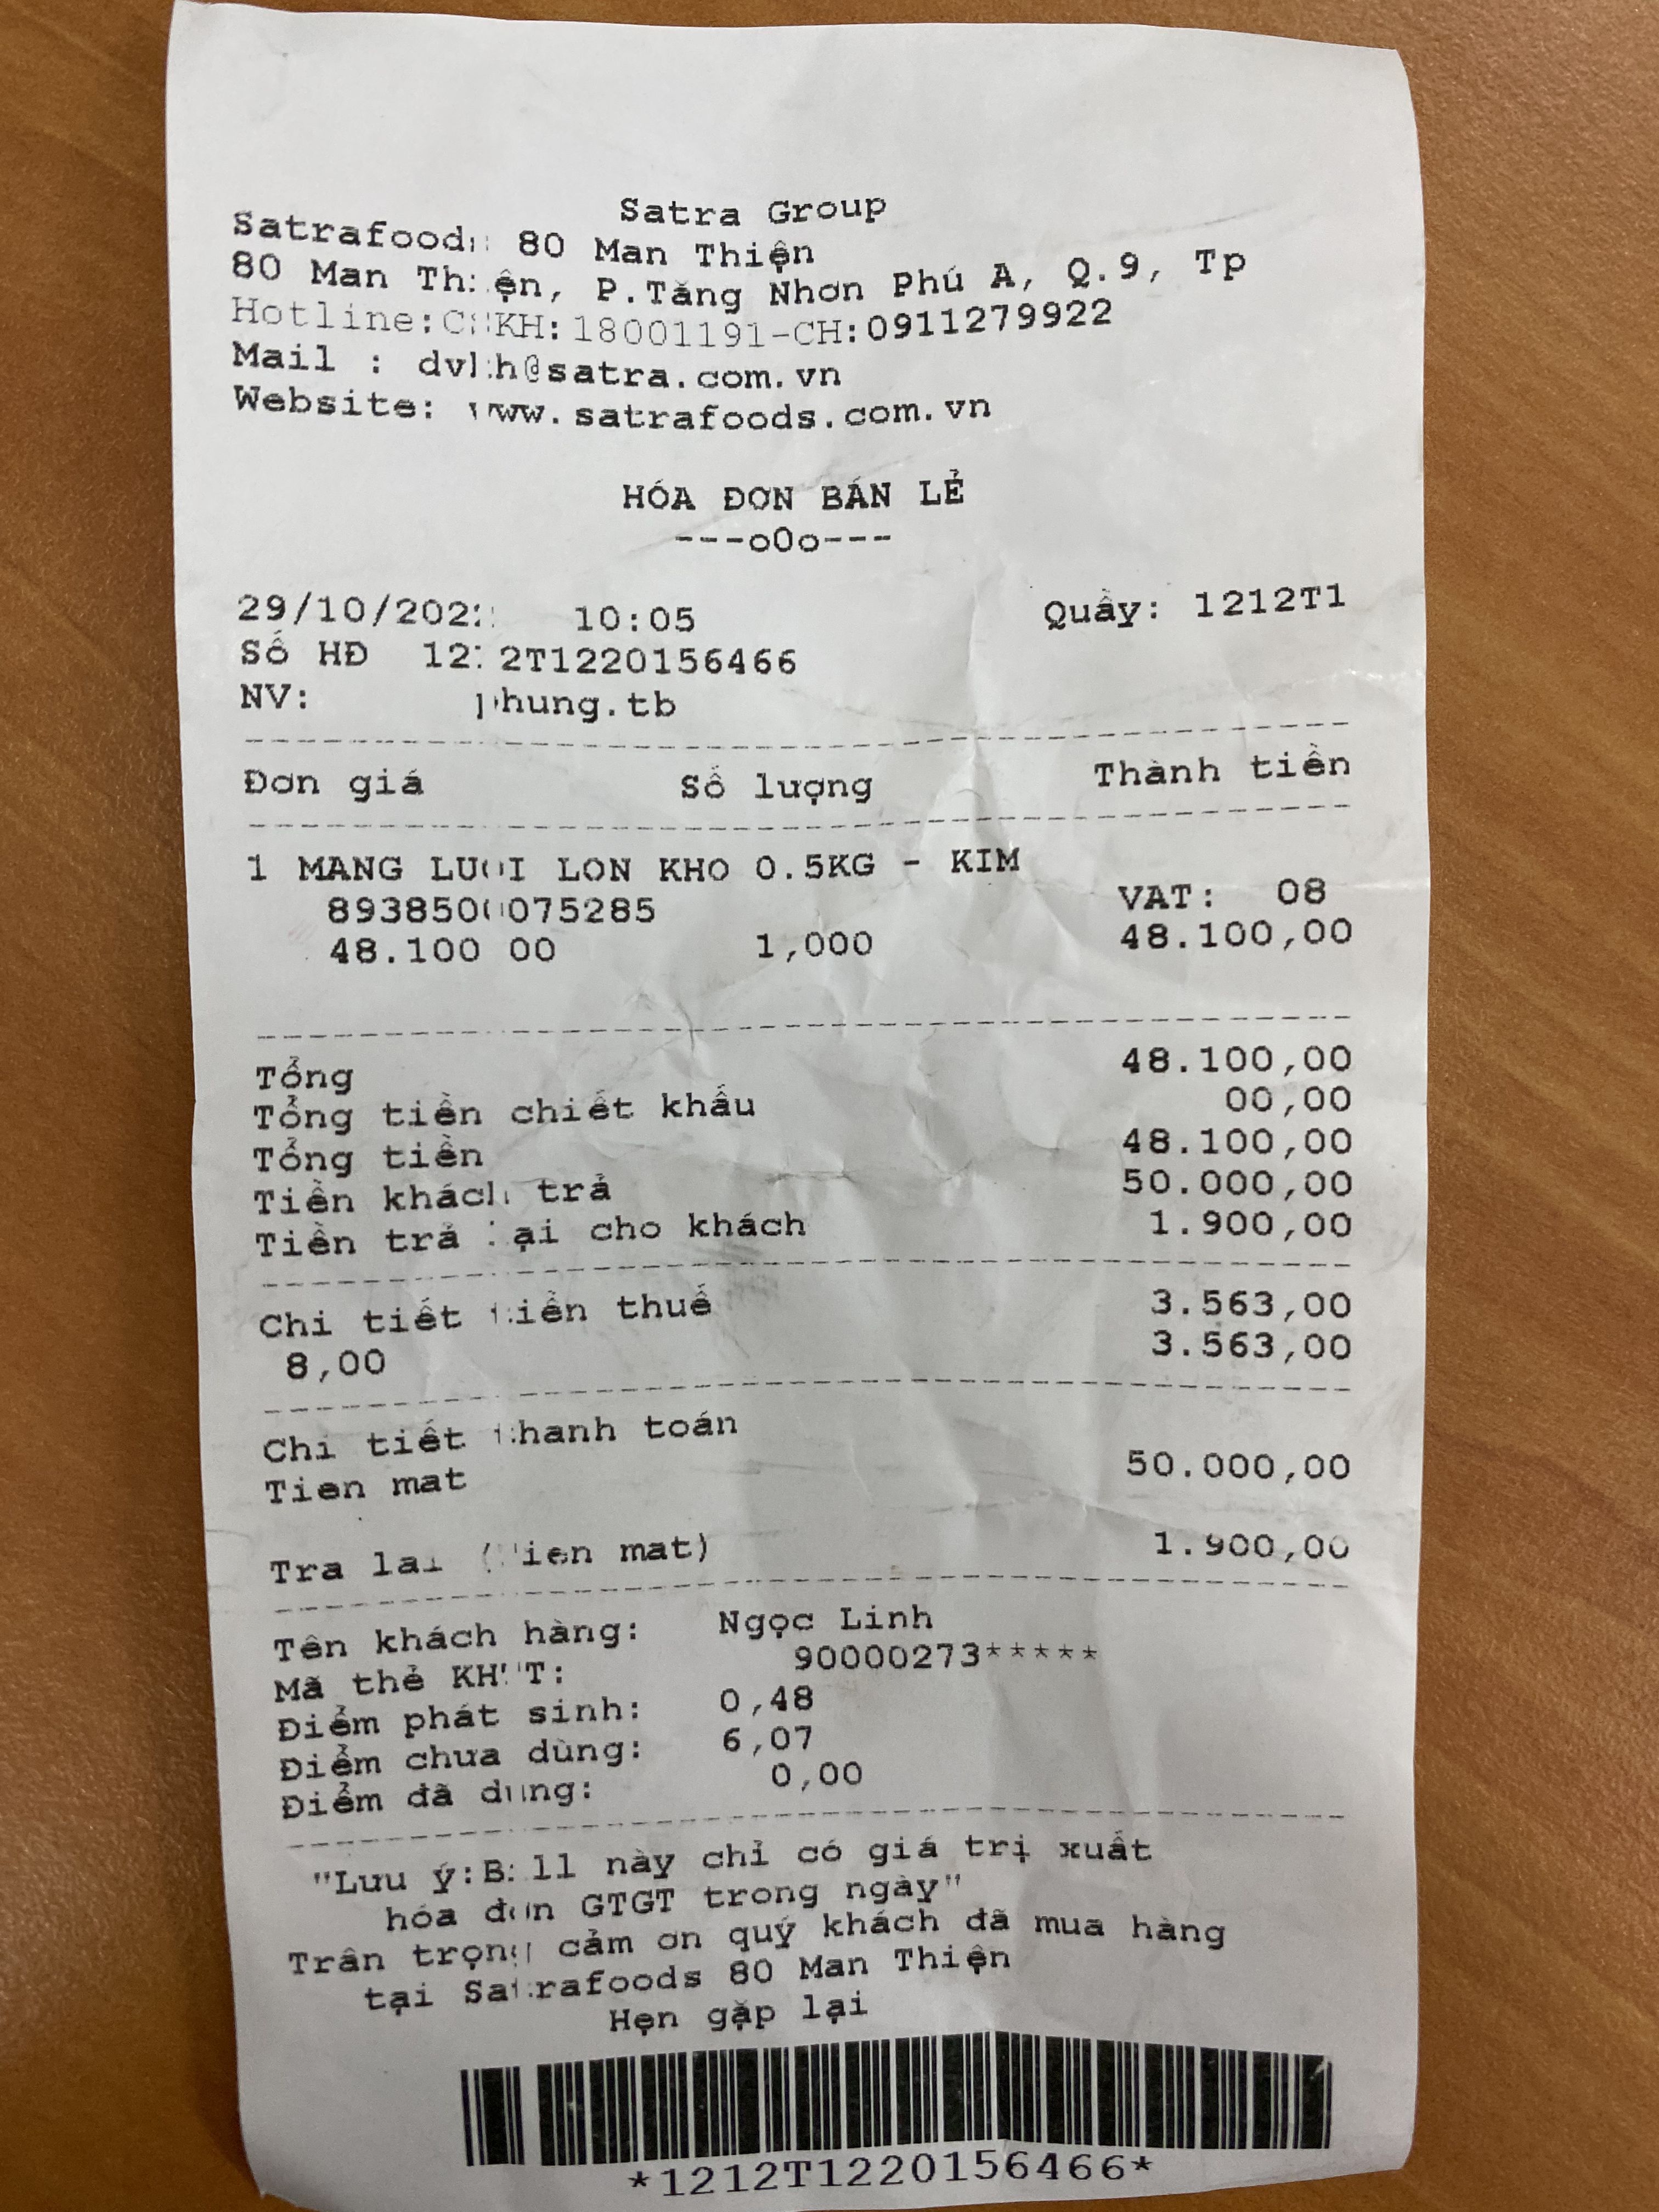 Satra Group
Satrafoods 80 Man Thiện
80 Man Thiện, P.Tăng Nhơn Phú A, Q.9, Tp
Hotline:CSKH:18001191-CH:0911279922
Mail : dvkh@satra.com.vn
Website: www.satrafoods.com.vn
HÓA ĐƠN BÁN LẺ
---oOo---
29/10/2022 10:05 Quầy: 1212T1
Số HĐ 1212T1220156466
NV: phung.tb
Đơn giá Số lượng Thành tiền
1 MANG LUOI LON KHO 0.5KG - KIM
8938500075285 VAT: 08
48.100 00 1,000 48.100,00
Tổng 48.100,00
Tổng tiền chiết khấu 00,00
Tổng tiền 48.100,00
Tiền khách trả 50.000,00
Tiền trả lại cho khách 1.900,00
Chi tiết tiền thuế 3.563,00
8,00 3.563,00
Chi tiết thanh toán
Tien mat 50.000,00
Tra lai (Tien mat) 1.900,00
Tên khách hàng: Ngọc Linh
Mã thẻ KHTT: 90000273*****
Điểm phát sinh: 0,48
Điểm chưa dùng: 6,07
Điểm đã dùng: 0,00
"Lưu ý:Bill này chỉ có giá trị xuất
hóa đơn GTGT trong ngày"
Trân trọng cảm ơn quý khách đã mua hàng
tại Satrafoods 80 Man Thiện
Hẹn gặp lại
*1212T1220156466*